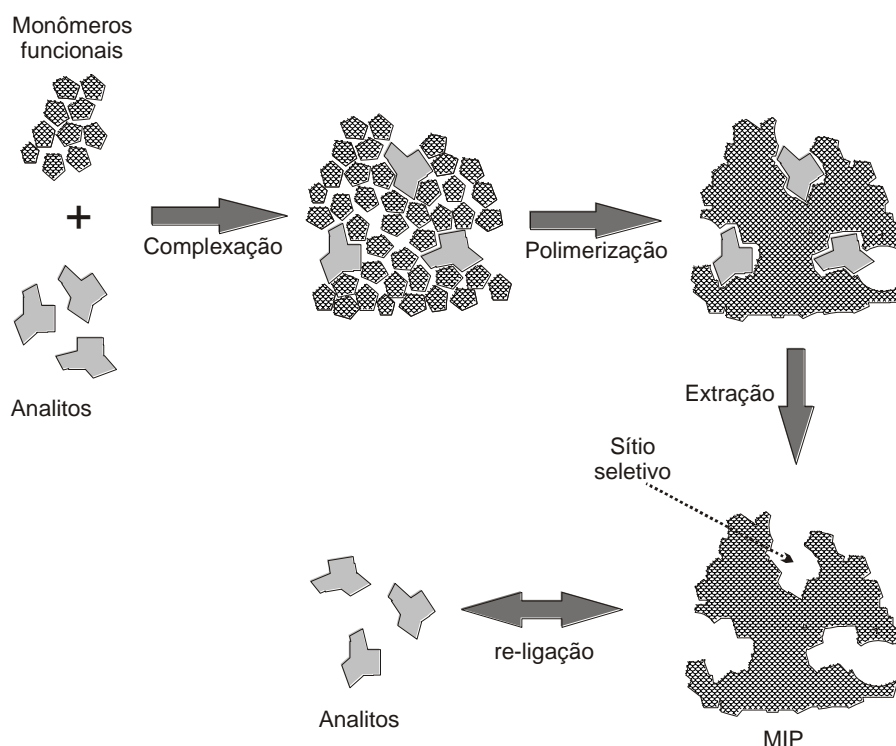 Monômeros
funcionais
+
Complexação
Polimerização
Analitos
Extração
Sítio
seletivo
re-ligação
Analitos
MIP